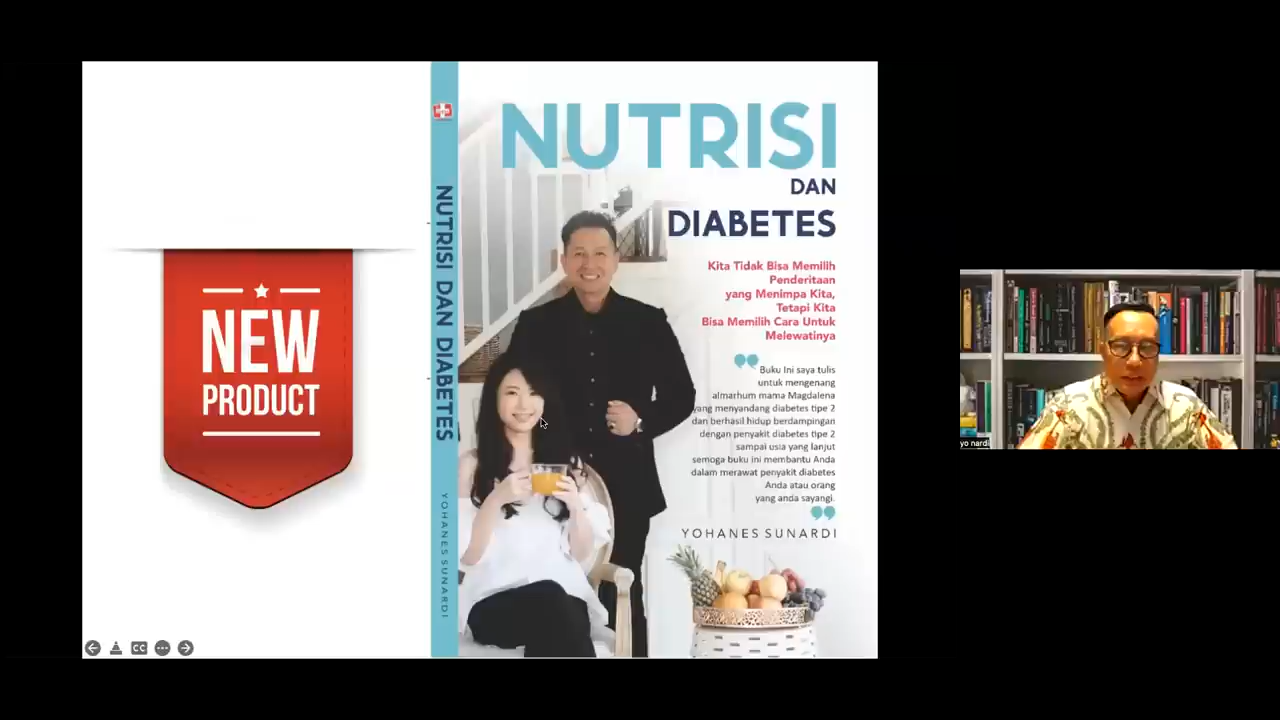 NEW
PRODUCT
NUTRISI DAN DIABETES
YOHANES SUNARDI
NUTRISI
DAN
DIABETES
Kita Tidak Bisa Memilih
Penderitaan
yang Menimpa Kita,
Tetapi Kita
Bisa Memilih Cara Untuk
Melewatinya
Buku Ini saya tulis
untuk mengenang
almarhum mama Magdalena
yang menyandang diabetes tipe 2
dan berhasil hidup berdampingan
dengan penyakit diabetes tipe 2
sampai usia yang lanjut
semoga buku ini membantu Anda
dalam merawat penyakit diabetes
Anda atau orang
yang anda sayangi.
YOHANES SUNARDI
CC
yo nardi